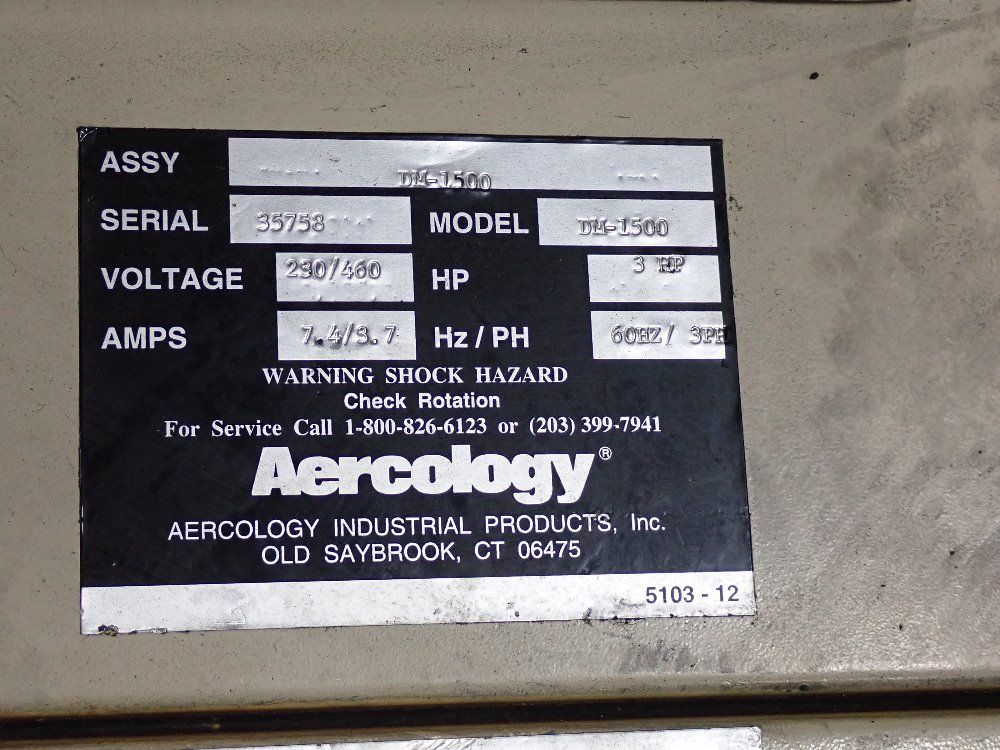 ASSY DM-1500
SERIAL 35758 MODEL DM-1500
VOLTAGE 230/460 HP 3 HP
AMPS 7.4/3.7 Hz / PH 60HZ/ 3PH
WARNING SHOCK HAZARD
Check Rotation
For Service Call 1-800-826-6123 or (203) 399-7941
Aercology®
AERCOLOGY INDUSTRIAL PRODUCTS, Inc.
OLD SAYBROOK, CT 06475
5103 - 12